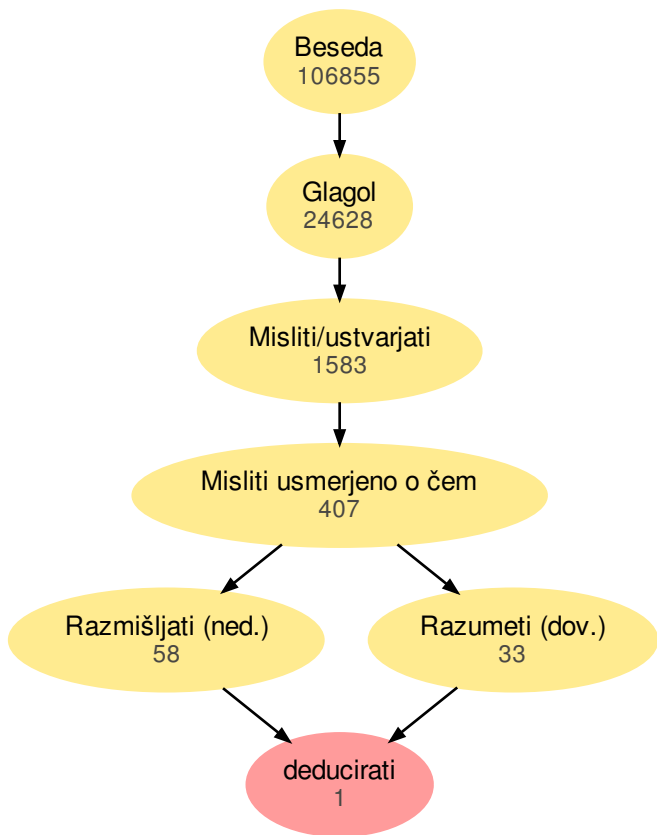 Beseda
106855
Glagol
24628
Misliti/ustvarjati
1583
Misliti usmerjeno o čem
407
Razmišljati (ned.)
58
Razumeti (dov.)
33
deducirati
1